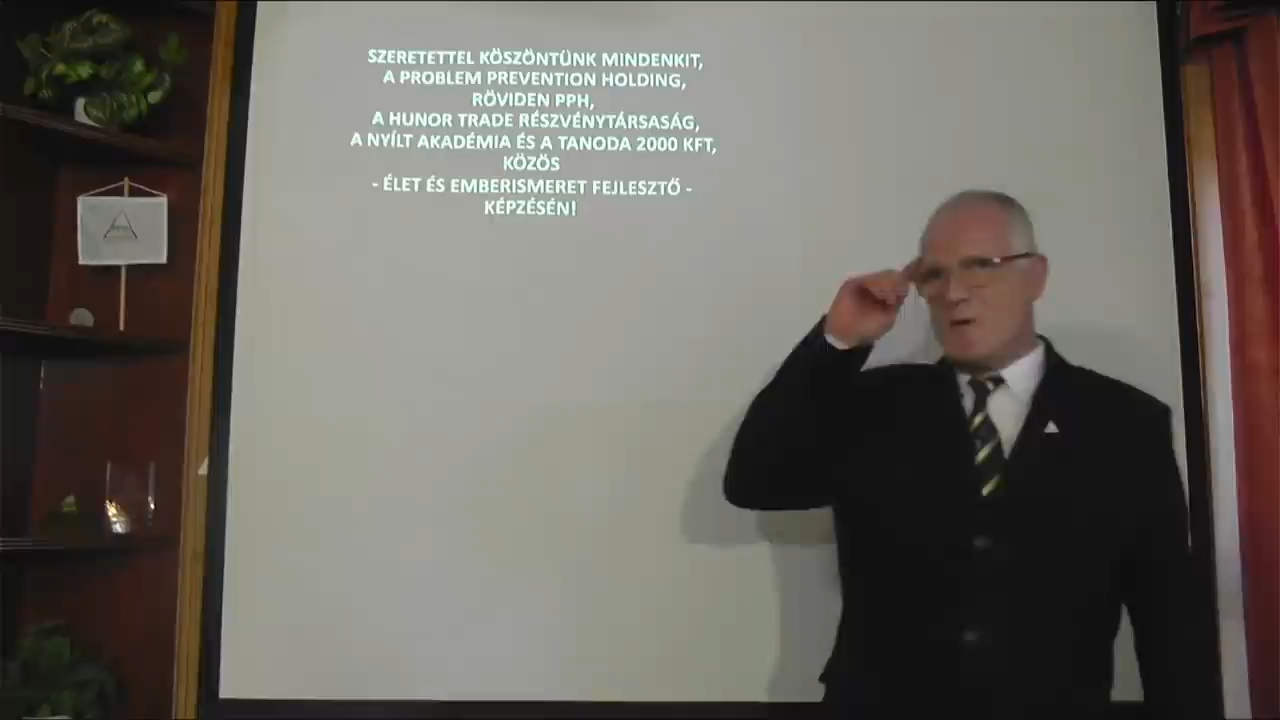 SZERETETTEL KÖSZÖNTÜNK MINDENKIT,
A PROBLEM PREVENTION HOLDING,
RÖVIDEN PPH,
A HUNOR TRADE RÉSZVÉNYTÁRSASÁG,
A NYÍLT AKADÉMIA ÉS A TANODA 2000 KFT,
KÖZÖS
- ÉLET ÉS EMBERISMERET FEJLESZTŐ -
KÉPZÉSÉN!